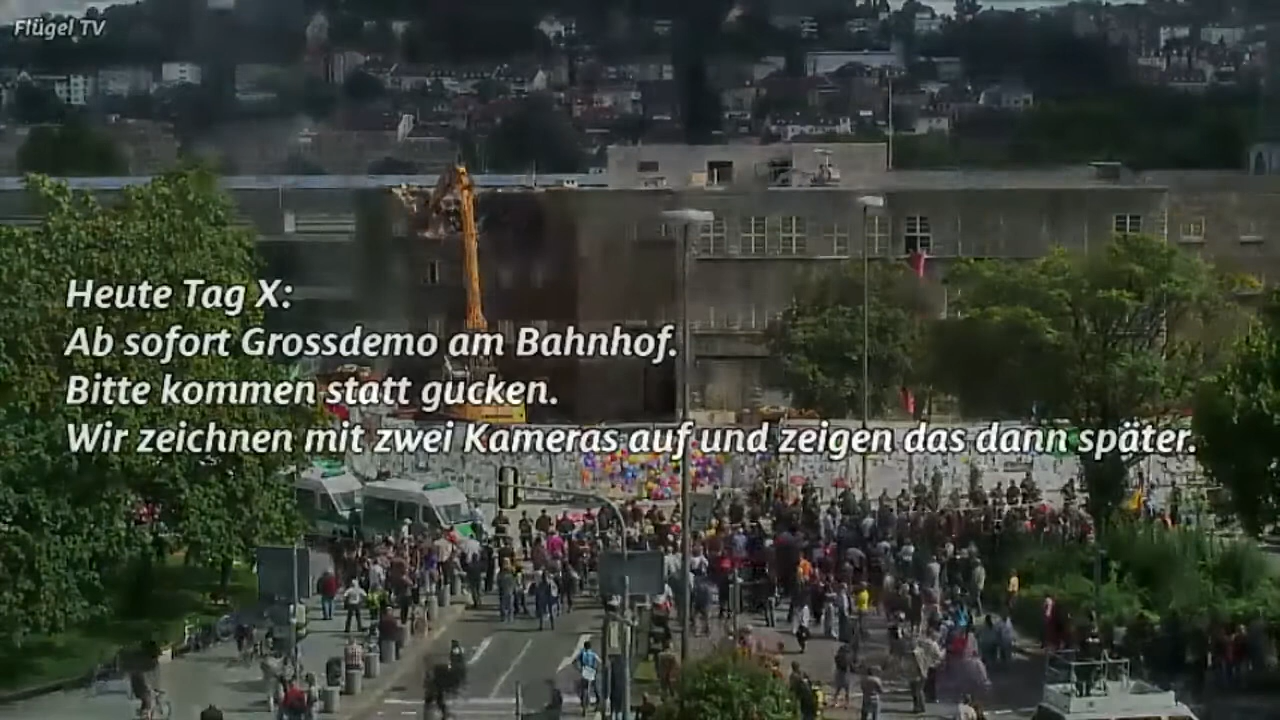 Flügel TV
Heute Tag X:
Ab sofort Grossdemo am Bahnhof.
Bitte kommen statt gucken.
Wir zeichnen mit zwei Kameras auf und zeigen das dann später.